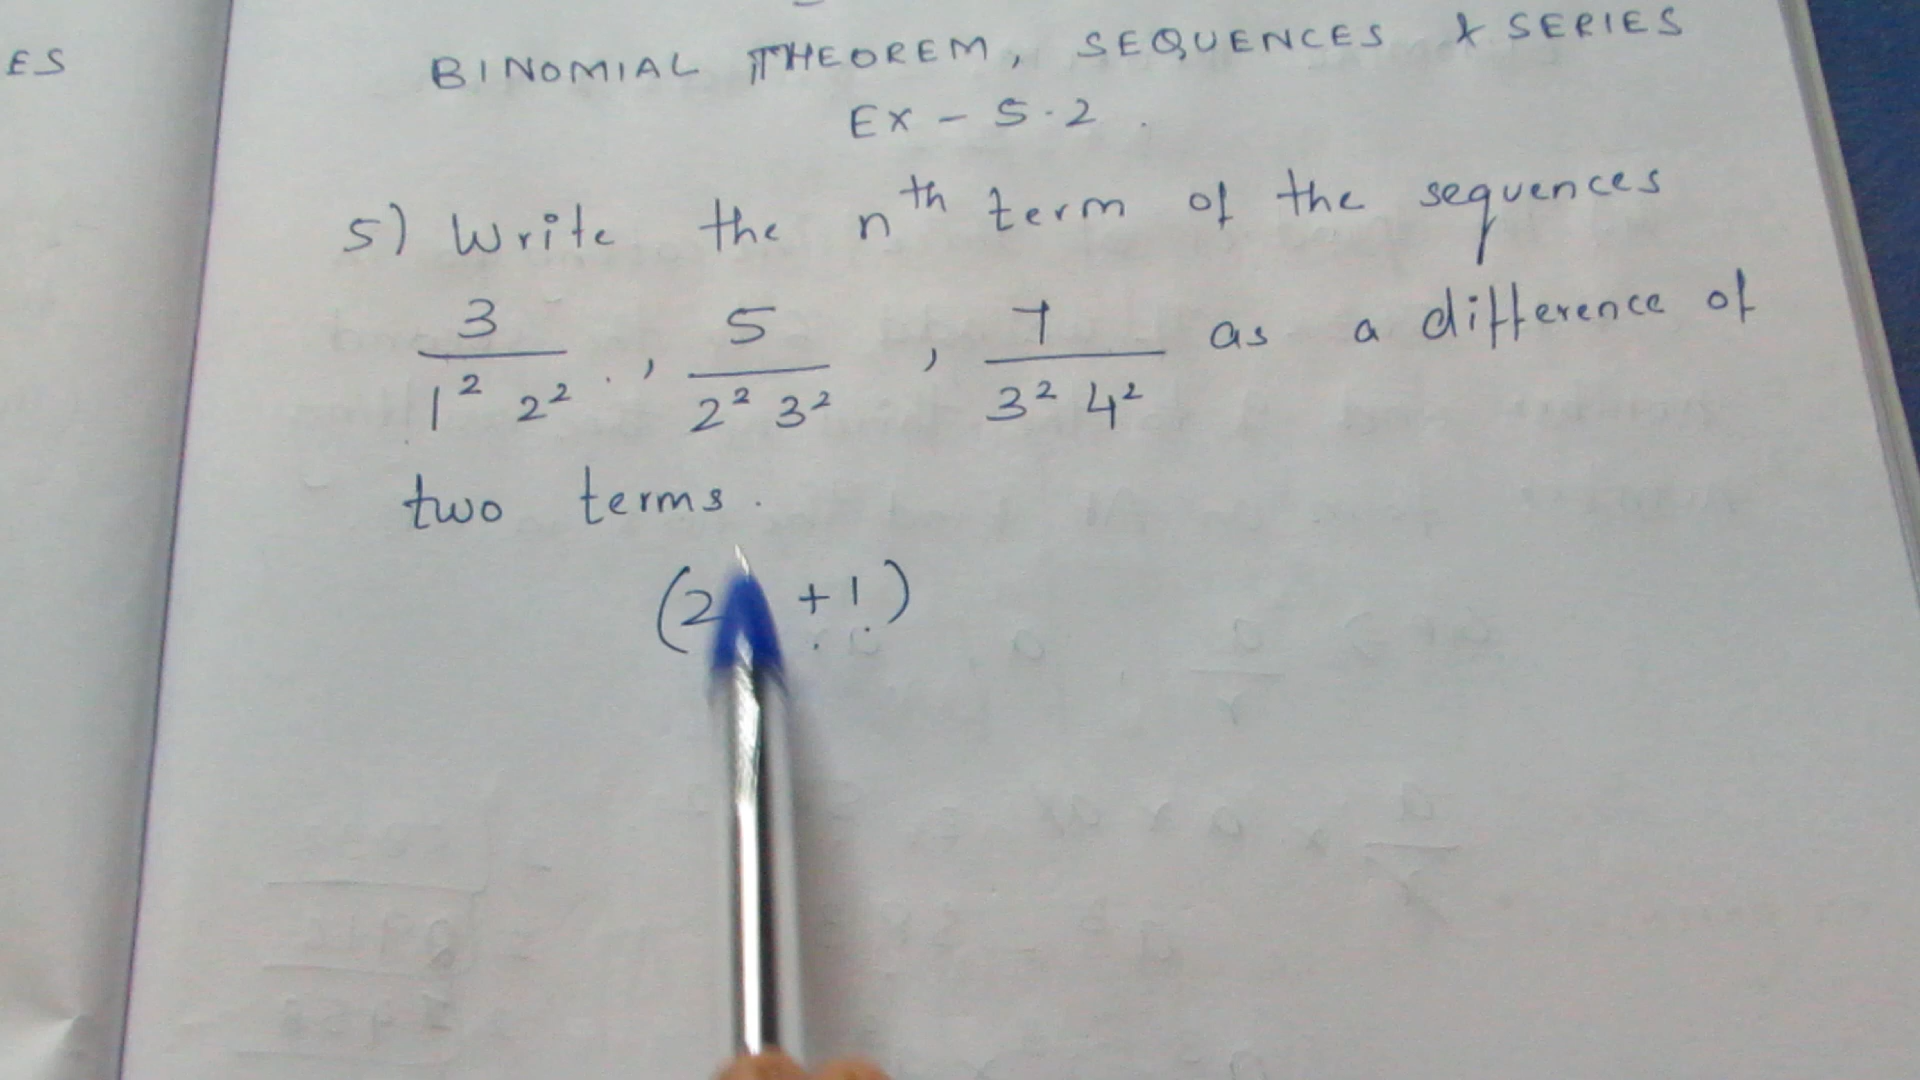 ES
BINOMIAL THEOREM, SEQUENCES & SERIES
Ex - 5.2.
5) Write the nth term of the sequences
3/1² 2², 5/2² 3², 7/3² 4² as a difference of
two terms.
(2 +1)